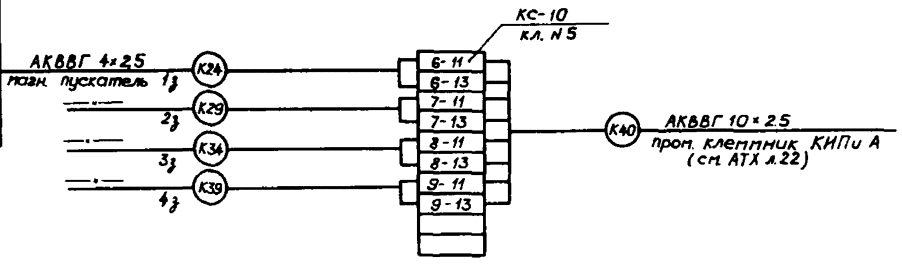 КС-10
кл. N 5
АКВВГ 4×2,5
магн. пускатель 1з
К24
—"— 2з
К29
—"— 3з
К34
—"— 4з
К39
6-11
6-13
7-11
7-13
8-11
8-13
9-11
9-13
К40
АКВВГ 10×2.5
пром. клеммник КИПиА
(см. АТХ л.22)